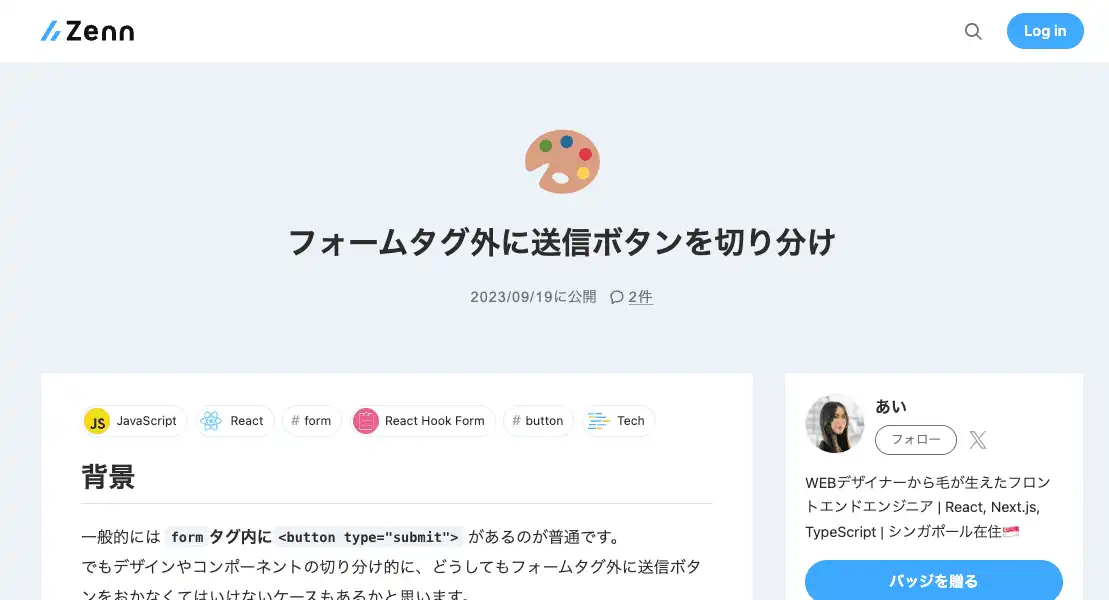 Zenn
Log in
フォームタグ外に送信ボタンを切り分け
2023/09/19に公開 2件
JavaScript React # form React Hook Form # button Tech
背景
一般的には form タグ内に <button type="submit"> があるのが普通です。
でもデザインやコンポーネントの切り分け的に、どうしてもフォームタグ外に送信ボタ
ンをおかなくてはいけないケースもあるかと思います。
あい
フォロー
WEBデザイナーから毛が生えたフロン
トエンドエンジニア | React, Next.js,
TypeScript | シンガポール在住🇸🇬
バッジを贈る